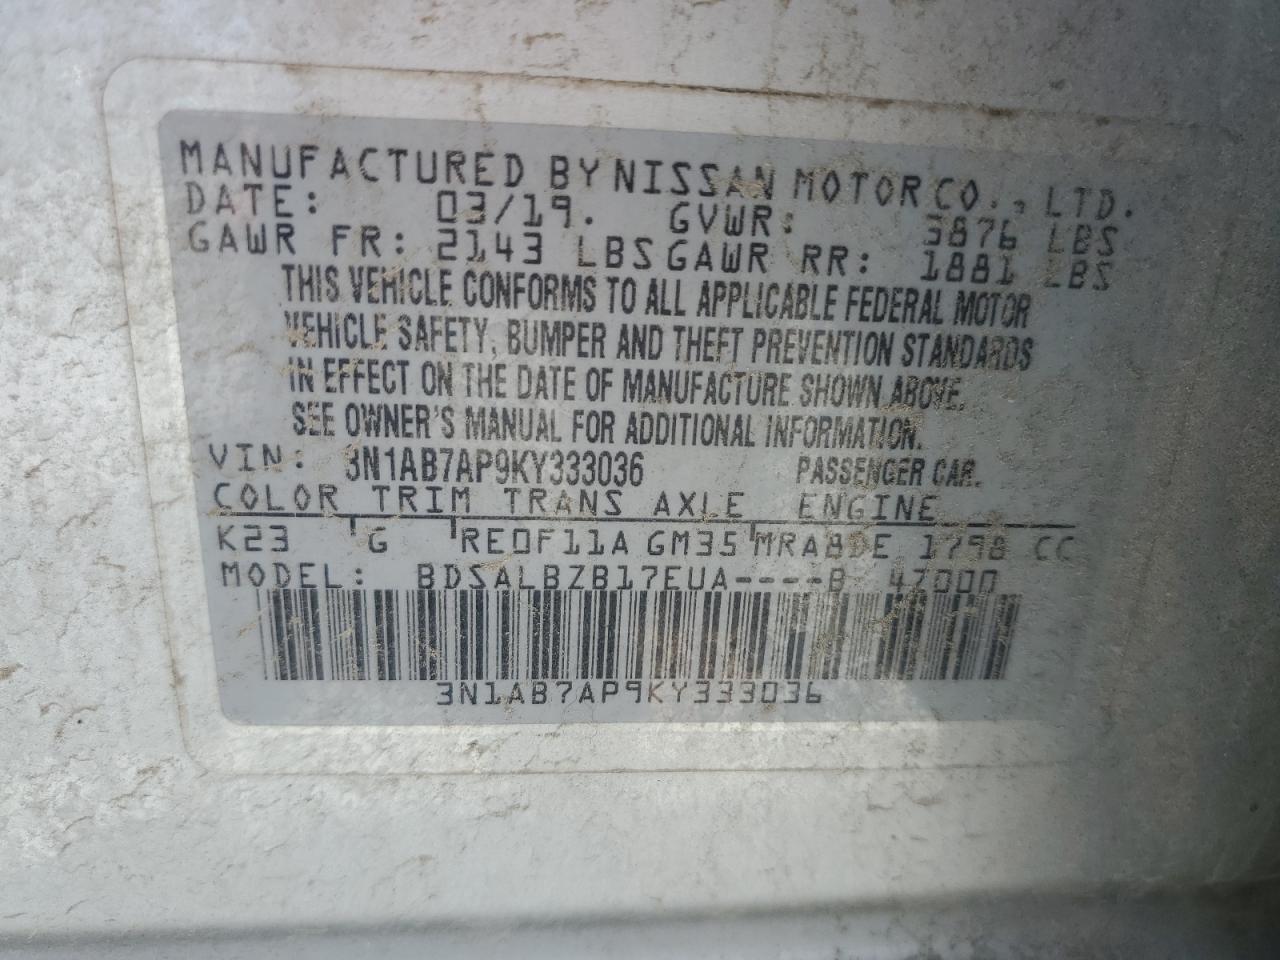 MANUFACTURED BY NISSAN MOTOR CO., LTD.
DATE: 03/19. GVWR: 3876 LBS
GAWR FR: 2143 LBS GAWR RR: 1881 LBS
THIS VEHICLE CONFORMS TO ALL APPLICABLE FEDERAL MOTOR
VEHICLE SAFETY, BUMPER AND THEFT PREVENTION STANDARDS
IN EFFECT ON THE DATE OF MANUFACTURE SHOWN ABOVE.
SEE OWNER'S MANUAL FOR ADDITIONAL INFORMATION.
VIN: 3N1AB7AP9KY333036 PASSENGER CAR.
COLOR TRIM TRANS AXLE ENGINE
K23 G RE0F11A GM35 MRA8DE 1798 CC
MODEL: BDSALBZB17EUA----B 47000
3N1AB7AP9KY333036